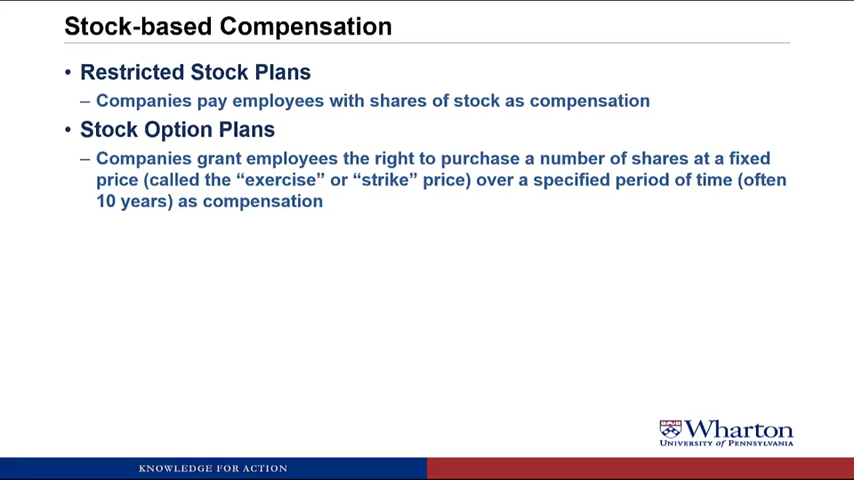 Stock-based Compensation
• Restricted Stock Plans
– Companies pay employees with shares of stock as compensation
• Stock Option Plans
– Companies grant employees the right to purchase a number of shares at a fixed
price (called the “exercise” or “strike” price) over a specified period of time (often
10 years) as compensation
Wharton
UNIVERSITY OF PENNSYLVANIA
KNOWLEDGE FOR ACTION